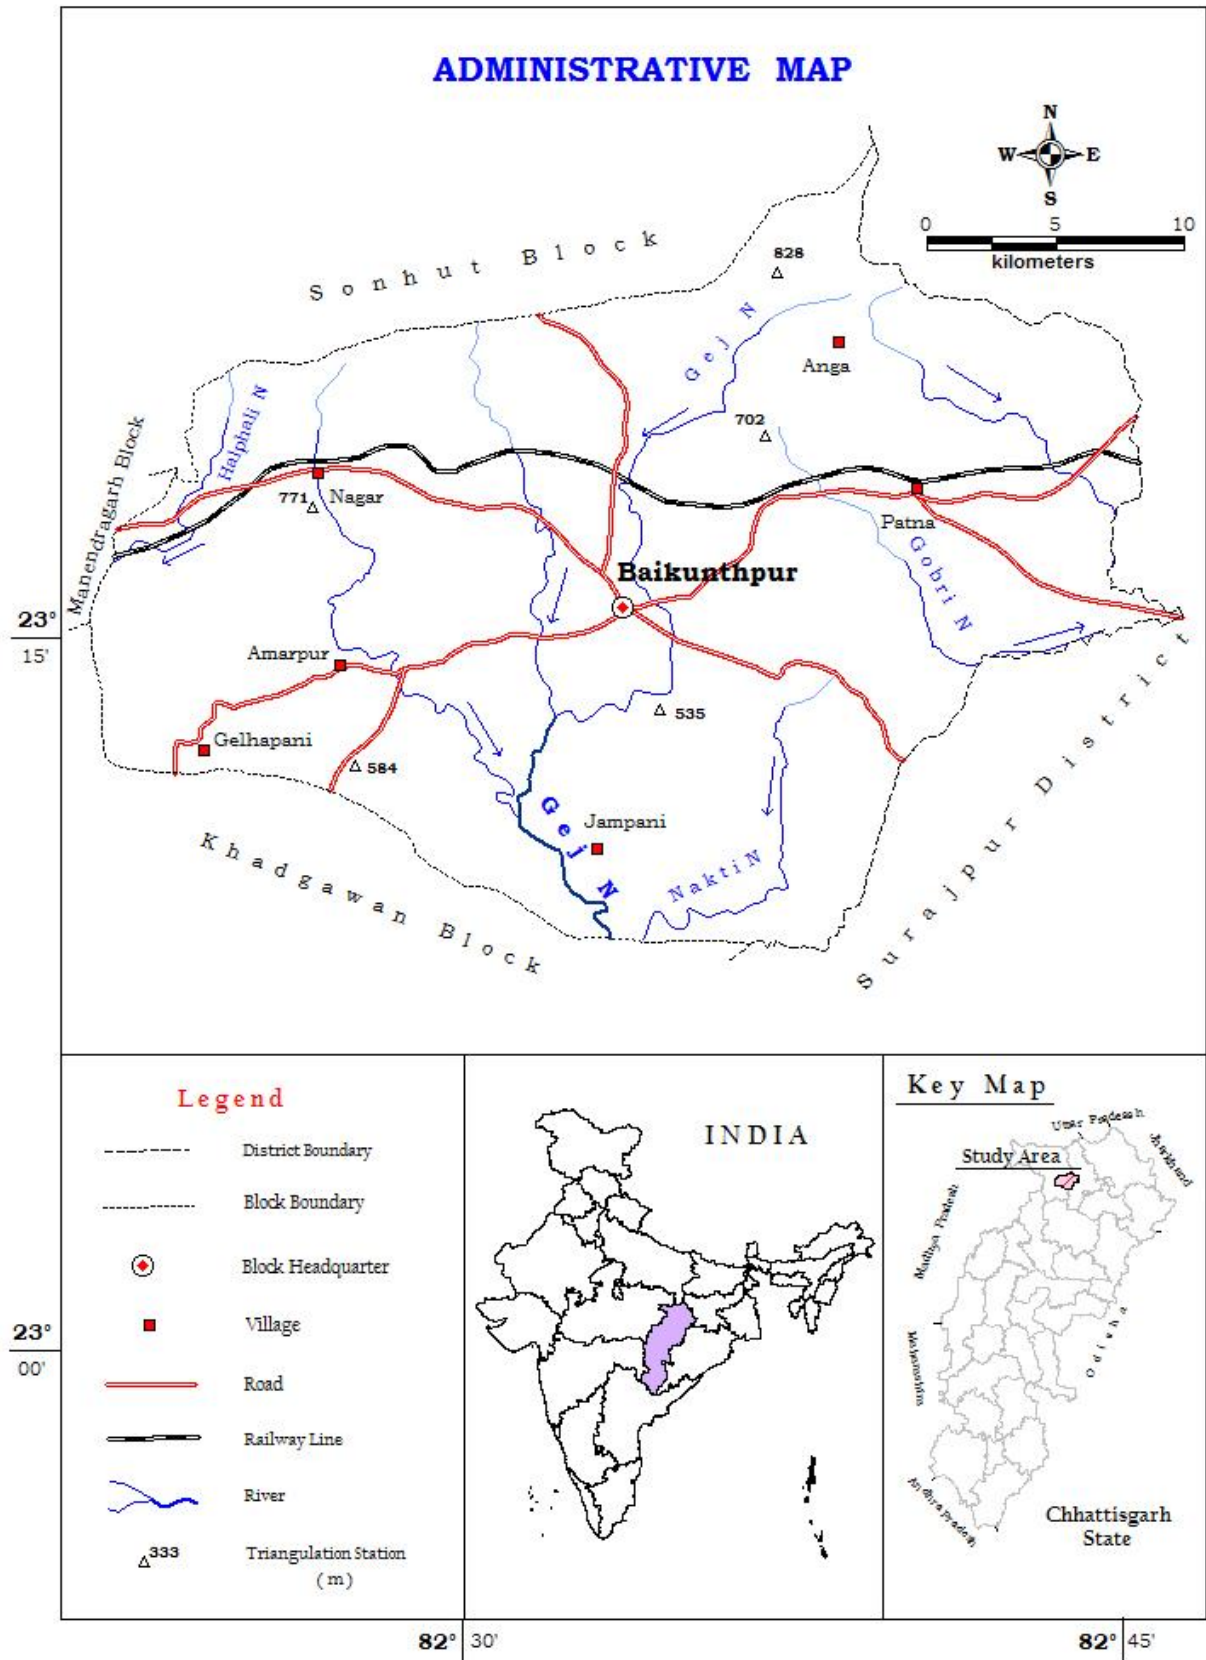 ADMINISTRATIVE MAP
N
W E
S
0 5 10
kilometers
Sonhut Block
828
Gej N
Anga
702
Halphali N
Manendragarh Block
771
Nagar
Patna
Gobri N
Baikunthpur
23°
15'
Amarpur
535
Gelhapani
584
Gej N
Jampani
Nakti N
Khadgawan Block
Surajpur District
Legend
District Boundary
Block Boundary
Block Headquarter
Village
Road
Railway Line
River
333
Triangulation Station
(m)
INDIA
Key Map
Uttar Pradesh
Jharkhand
Study Area
Madhya Pradesh
Maharashtra
Odisha
Andhra Pradesh
Chhattisgarh
State
23°
00'
82° 30'
82° 45'